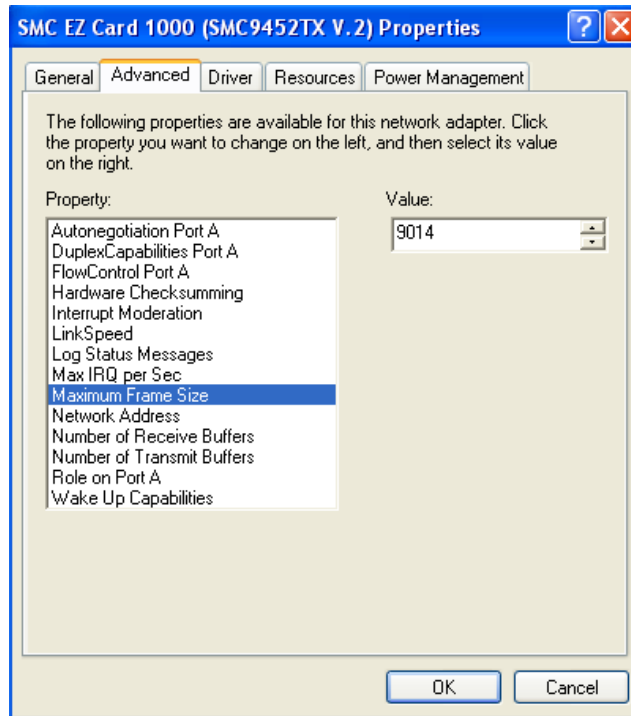 SMC EZ Card 1000 (SMC9452TX V.2) Properties
General Advanced Driver Resources Power Management
The following properties are available for this network adapter. Click
the property you want to change on the left, and then select its value
on the right.
Property: Value:
Autonegotiation Port A 9014
DuplexCapabilities Port A
FlowControl Port A
Hardware Checksumming
Interrupt Moderation
LinkSpeed
Log Status Messages
Max IRQ per Sec
Maximum Frame Size
Network Address
Number of Receive Buffers
Number of Transmit Buffers
Role on Port A
Wake Up Capabilities
OK Cancel